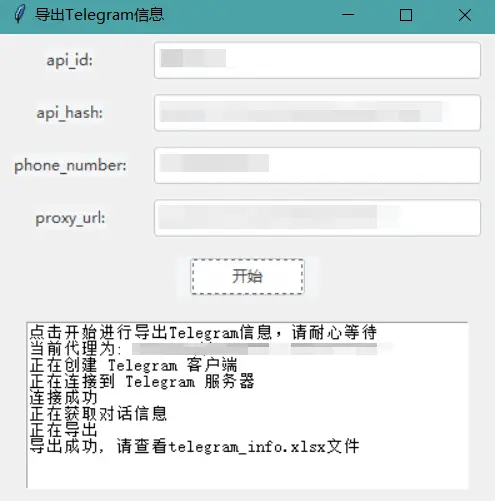 导出Telegram信息
api_id:
api_hash:
phone_number:
proxy_url:
开始
点击开始进行导出Telegram信息，请耐心等待
当前代理为:
正在创建 Telegram 客户端
正在连接到 Telegram 服务器
连接成功
正在获取对话信息
正在导出
导出成功，请查看telegram_info.xlsx文件